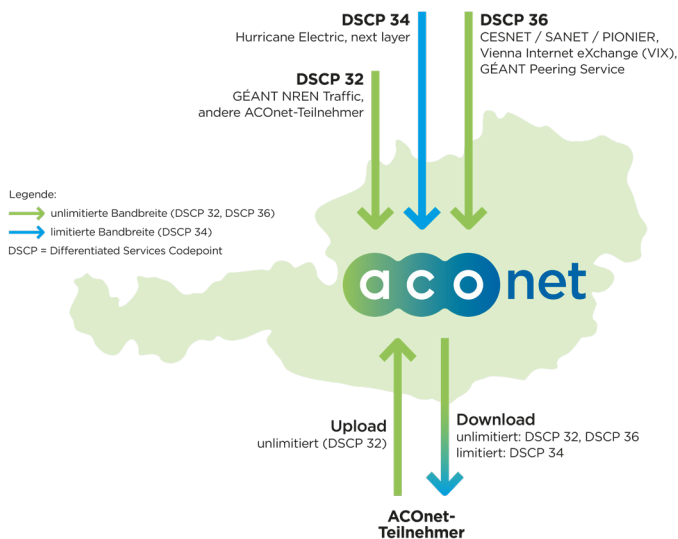 DSCP 34
Hurricane Electric, next layer
DSCP 36
CESNET / SANET / PIONIER,
Vienna Internet eXchange (VIX),
GÉANT Peering Service
DSCP 32
GÉANT NREN Traffic,
andere ACOnet-Teilnehmer
Legende:
unlimitierte Bandbreite (DSCP 32, DSCP 36)
limitierte Bandbreite (DSCP 34)
DSCP = Differentiated Services Codepoint
aconet
Upload
unlimitiert (DSCP 32)
Download
unlimitiert: DSCP 32, DSCP 36
limitiert: DSCP 34
ACOnet-
Teilnehmer